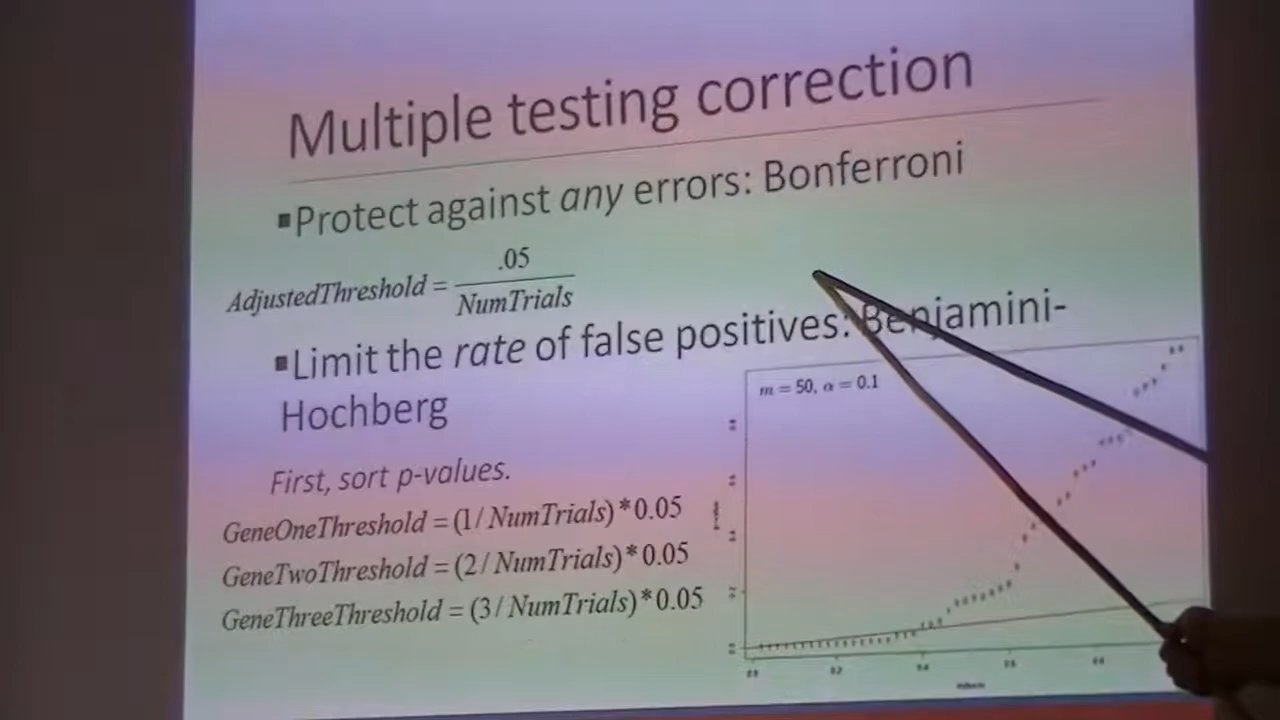 Multiple testing correction
▪Protect against any errors: Bonferroni
AdjustedThreshold = .05 / NumTrials
▪Limit the rate of false positives: Benjamini-
Hochberg
m = 50, α = 0.1
First, sort p-values.
GeneOneThreshold = (1 / NumTrials) * 0.05
GeneTwoThreshold = (2 / NumTrials) * 0.05
GeneThreeThreshold = (3 / NumTrials) * 0.05